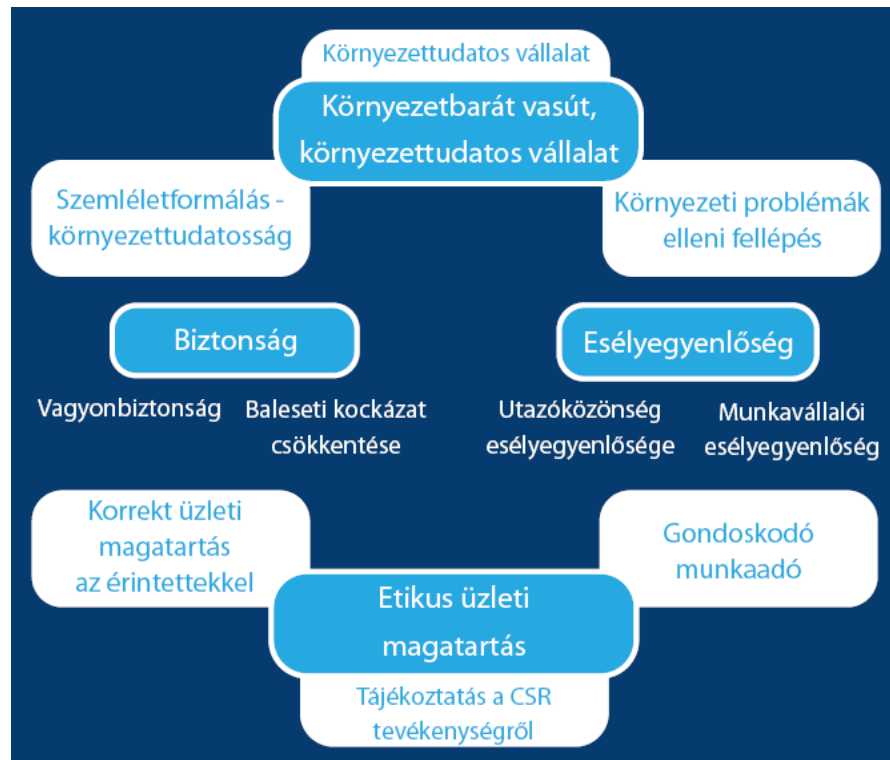 Környezettudatos vállalat
Környezetbarát vasút,
környezettudatos vállalat
Szemléletformálás -
környezettudatosság
Környezeti problémák
elleni fellépés
Biztonság
Esélyegyenlőség
Vagyonbiztonság
Baleseti kockázat
csökkentése
Utazóközönség
esélyegyenlősége
Munkavállalói
esélyegyenlőség
Korrekt üzleti
magatartás
az érintettekkel
Gondoskodó
munkaadó
Etikus üzleti
magatartás
Tájékoztatás a CSR
tevékenységről